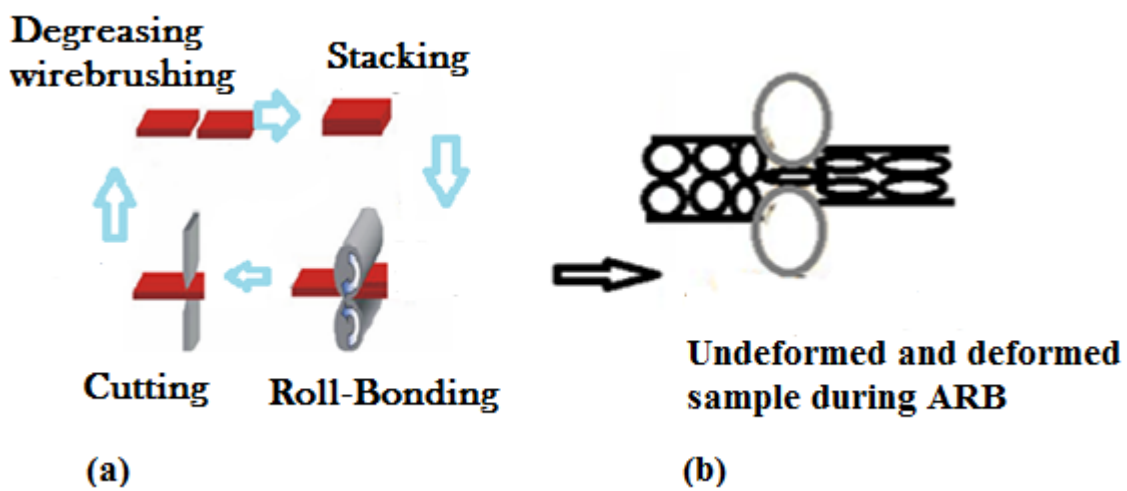 Degreasing
wirebrushing
Stacking
Cutting
Roll-Bonding
(a)
Undeformed and deformed
sample during ARB
(b)